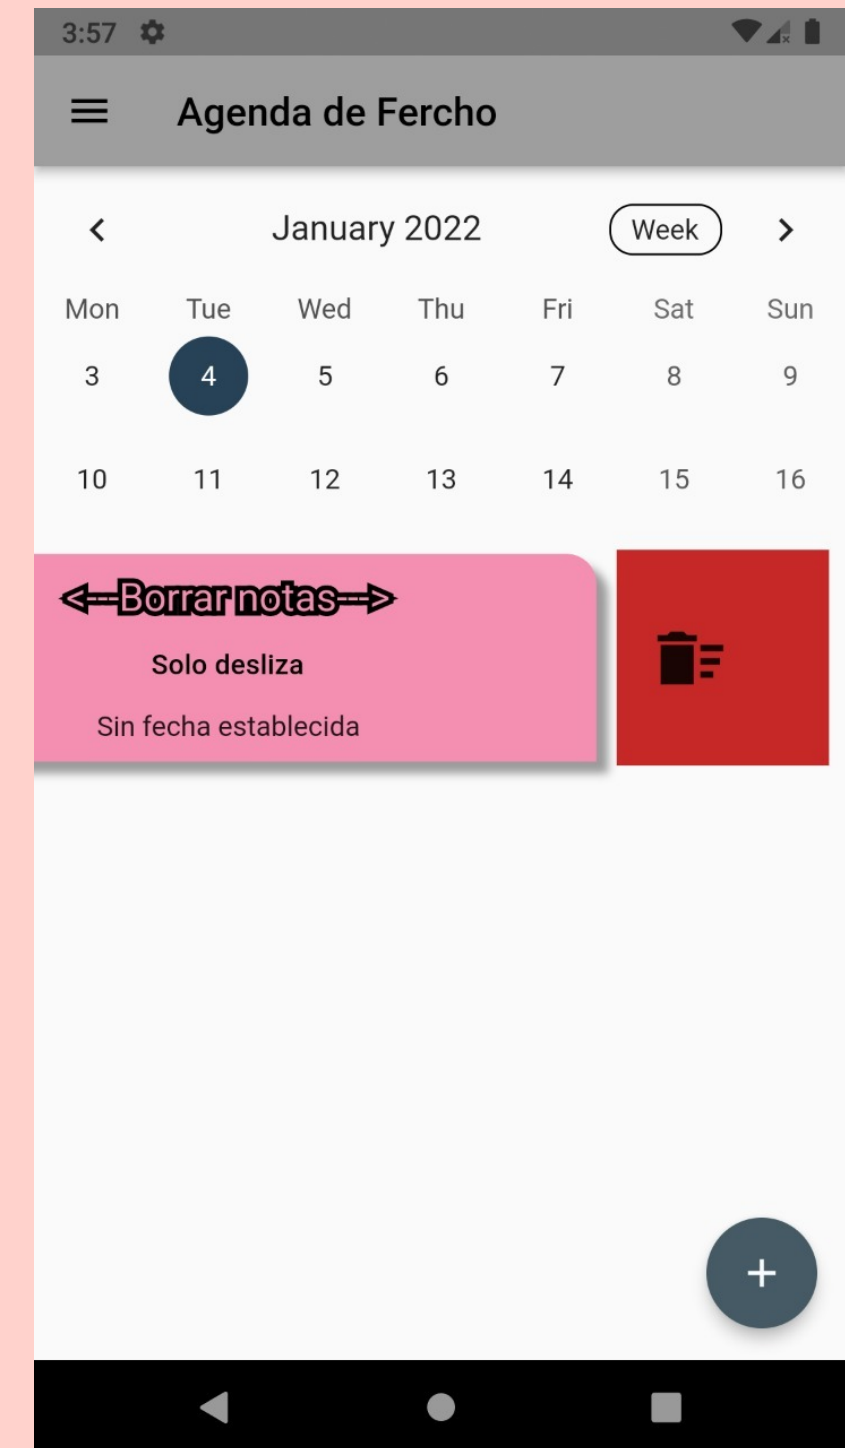 3:57
Agenda de Fercho
January 2022 Week
Mon Tue Wed Thu Fri Sat Sun
3 4 5 6 7 8 9
10 11 12 13 14 15 16
<---Borrar notas--->
Solo desliza
Sin fecha establecida
+